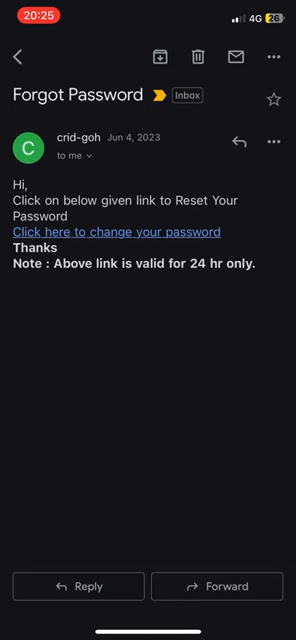 20:25
4G
26
Forgot Password
Inbox
C
crid-goh Jun 4, 2023
to me
Hi,
Click on below given link to Reset Your
Password
Click here to change your password
Thanks
Note : Above link is valid for 24 hr only.
Reply
Forward